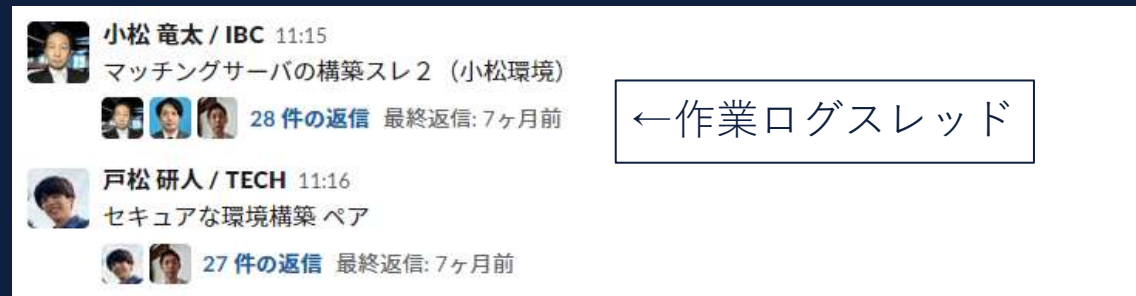 小松 竜太 / IBC 11:15
マッチングサーバの構築スレ２（小松環境）
28 件の返信 最終返信: 7ヶ月前
←作業ログスレッド
戸松 研人 / TECH 11:16
セキュアな環境構築 ペア
27 件の返信 最終返信: 7ヶ月前